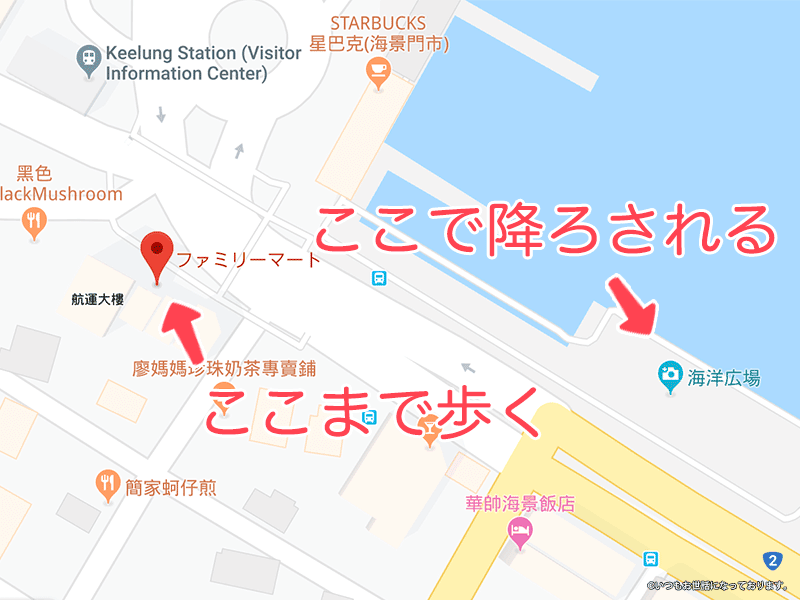 STARBUCKS
星巴克(海景門市)
Keelung Station (Visitor
Information Center)
黑色
lackMushroom
ここで降ろされる
ファミリーマート
航運大樓
廖媽媽珍珠奶茶專賣鋪
海洋広場
ここまで歩く
簡家蚵仔煎
華帥海景飯店
2
©いつもお世話になっております。